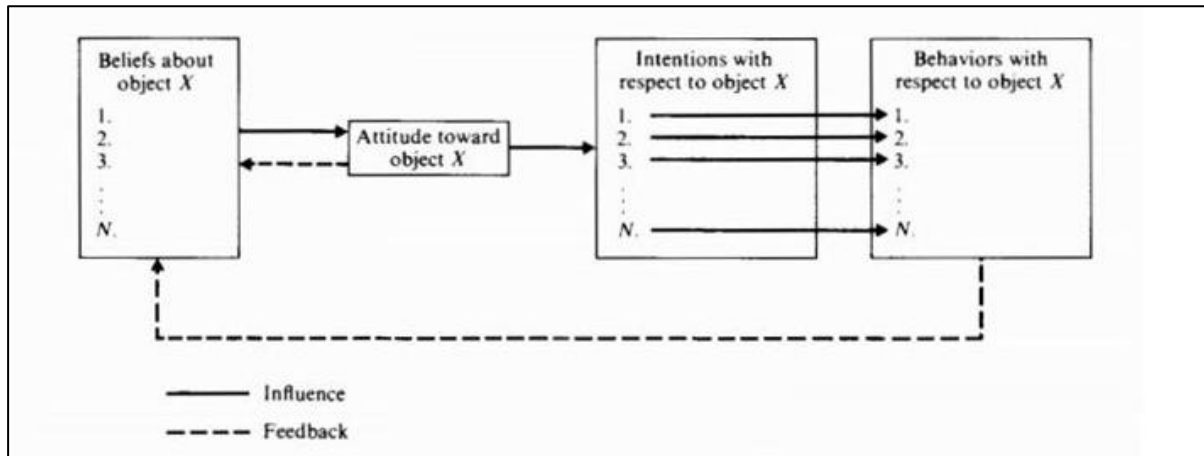 Beliefs about
object X
1.
2.
3.
.
.
.
N.
Attitude toward
object X
Intentions with
respect to object X
1.
2.
3.
.
.
.
N.
Behaviors with
respect to object X
1.
2.
3.
.
.
.
N.
Influence
Feedback